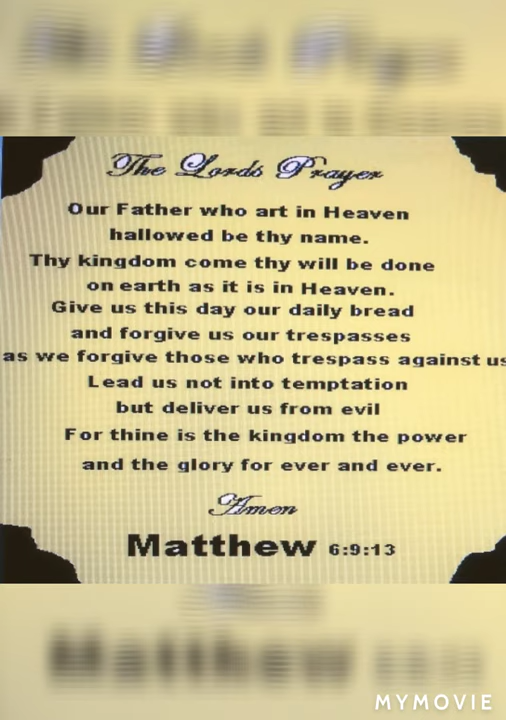 The Lords Prayer
Our Father who art in Heaven
hallowed be thy name.
Thy kingdom come thy will be done
on earth as it is in Heaven.
Give us this day our daily bread
and forgive us our trespasses
as we forgive those who trespass against us
Lead us not into temptation
but deliver us from evil
For thine is the kingdom the power
and the glory for ever and ever.
Amen
Matthew 6:9:13
Matthew
MYMOVIE